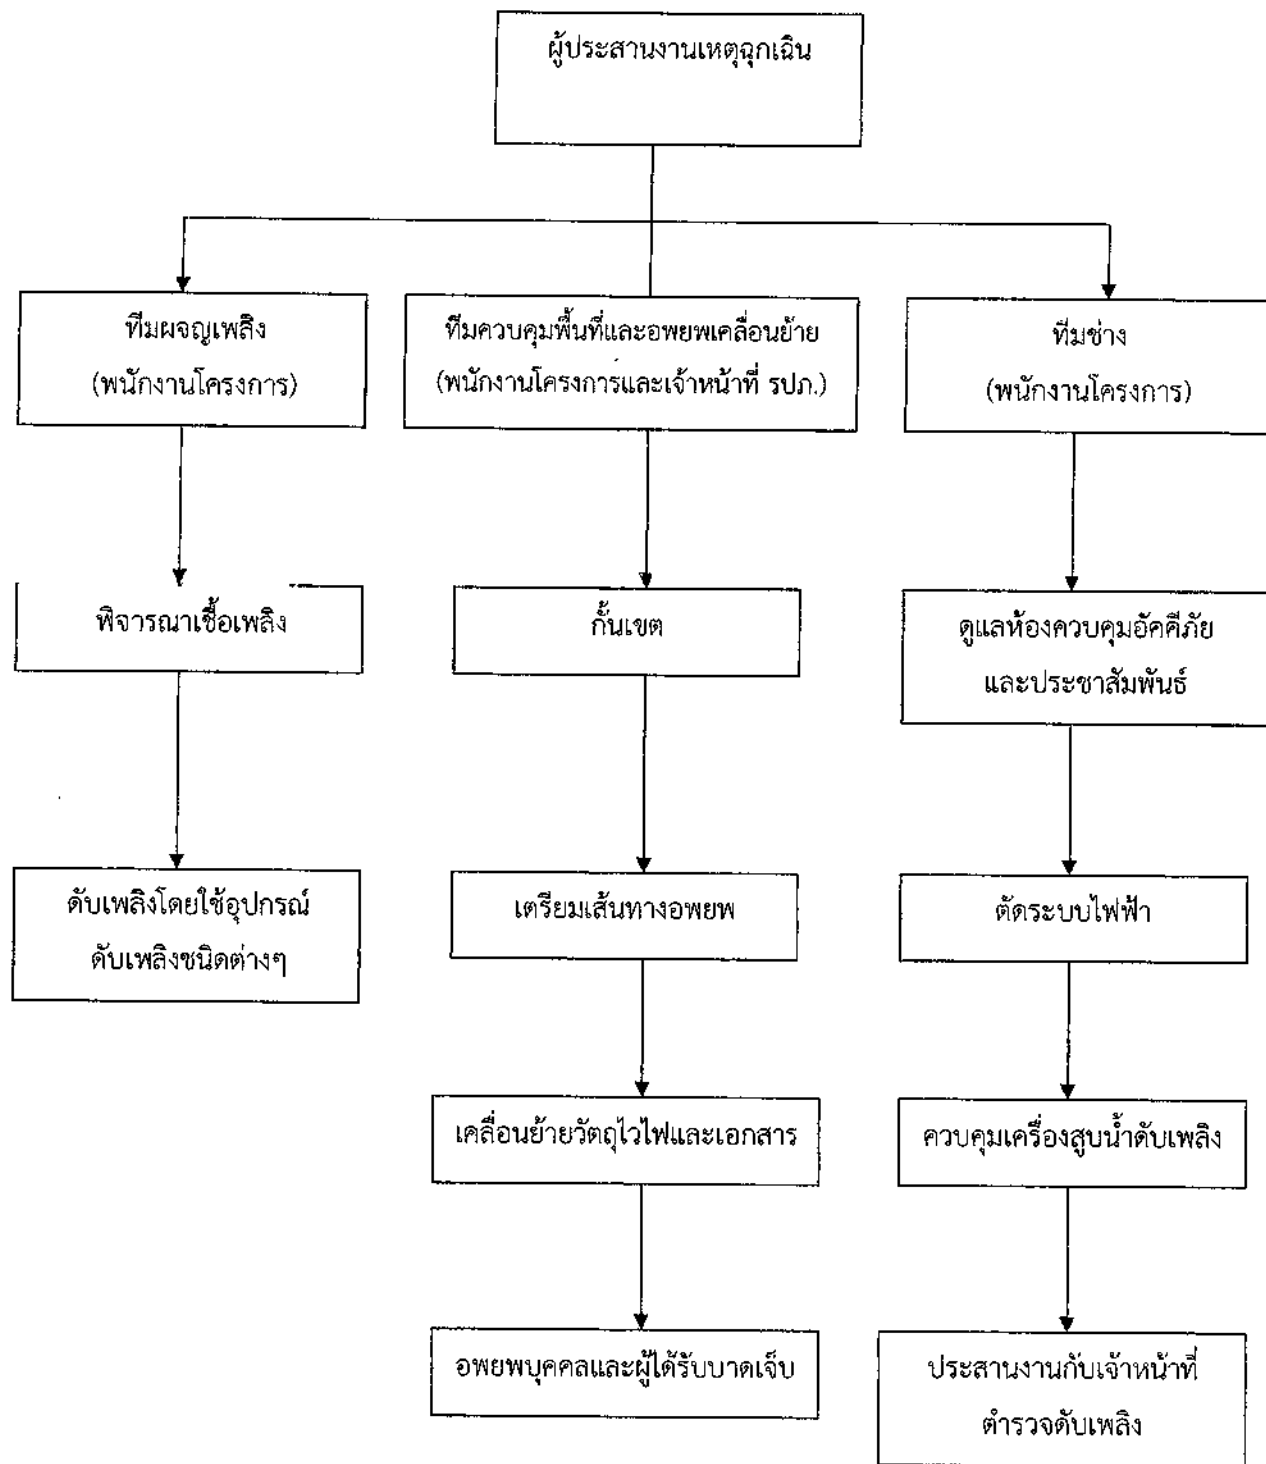 ผู้ประสานงานเหตุฉุกเฉิน
ทีมผจญเพลิง
(พนักงานโครงการ)
ทีมควบคุมพื้นที่และอพยพเคลื่อนย้าย
(พนักงานโครงการและเจ้าหน้าที่ รปภ.)
ทีมช่าง
(พนักงานโครงการ)
พิจารณาเชื้อเพลิง
กั้นเขต
ดูแลห้องควบคุมอัคคีภัย
และประชาสัมพันธ์
ดับเพลิงโดยใช้อุปกรณ์
ดับเพลิงชนิดต่างๆ
เตรียมเส้นทางอพยพ
ตัดระบบไฟฟ้า
เคลื่อนย้ายวัตถุไวไฟและเอกสาร
ควบคุมเครื่องสูบน้ำดับเพลิง
อพยพบุคคลและผู้ได้รับบาดเจ็บ
ประสานงานกับเจ้าหน้าที่
ตำรวจดับเพลิง